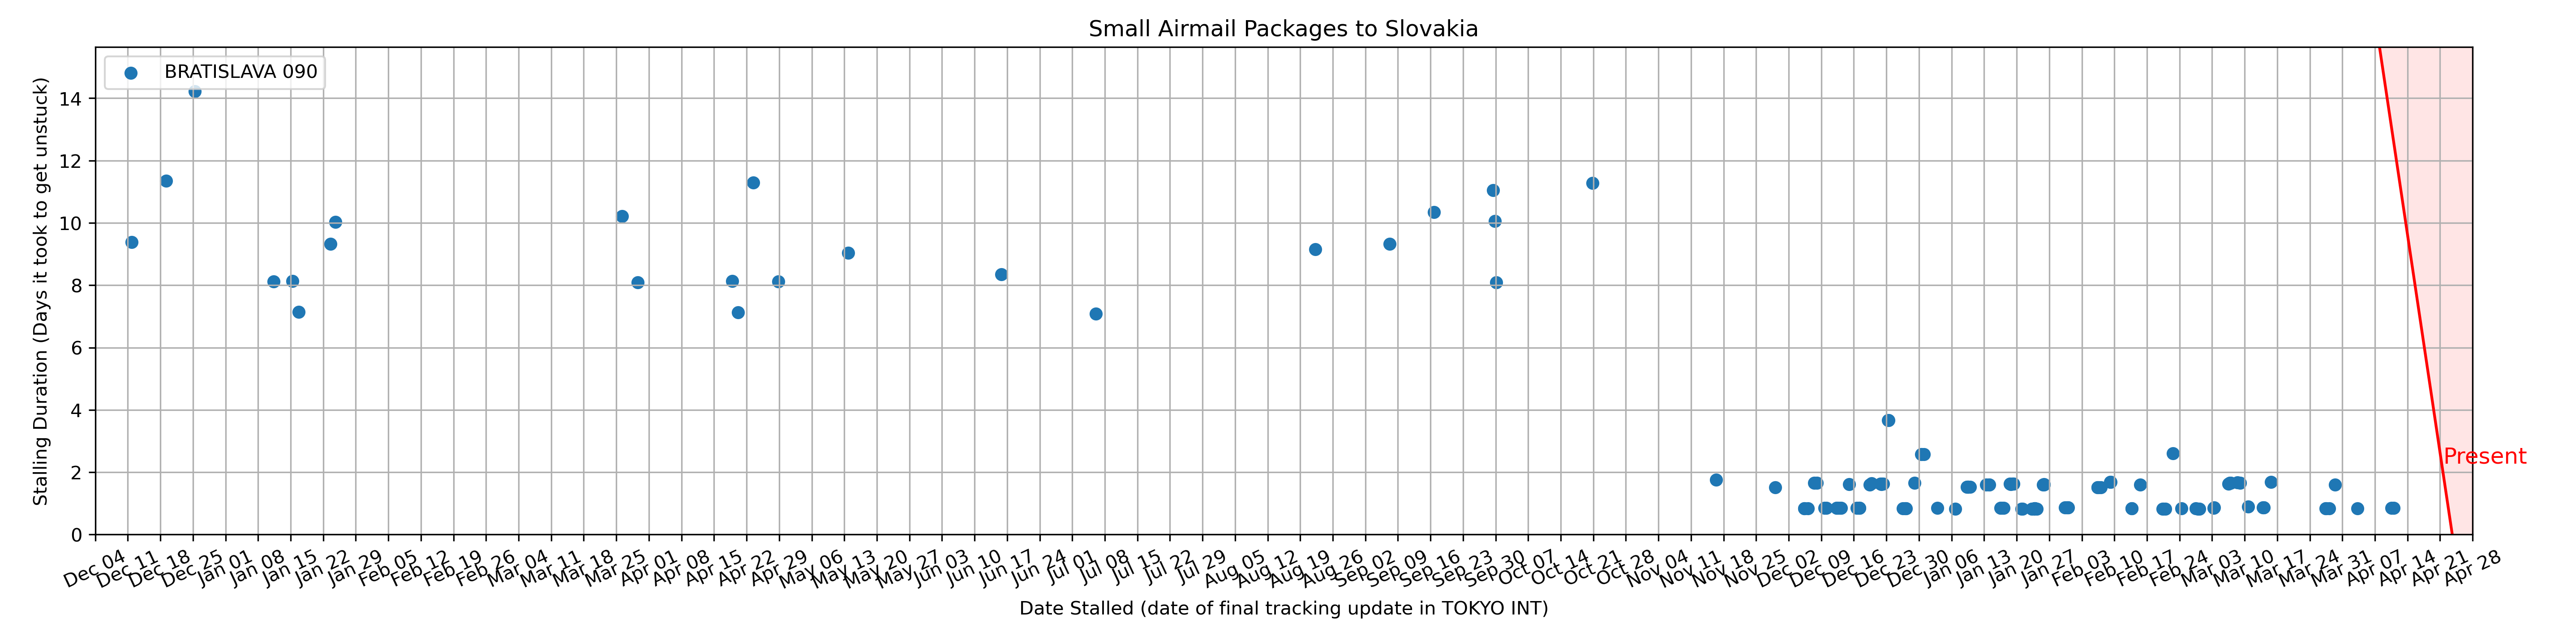 Small Airmail Packages to Slovakia
BRATISLAVA 090
Stalling Duration (Days it took to get unstuck)
14
12
10
8
6
4
2
0
Present
Dec 04 Dec 11 Dec 18 Dec 25 Jan 01 Jan 08 Jan 15 Jan 22 Jan 29 Feb 05 Feb 12 Feb 19 Feb 26 Mar 04 Mar 11 Mar 18 Mar 25 Apr 01 Apr 08 Apr 15 Apr 22 Apr 29 May 06 May 13 May 20 May 27 Jun 03 Jun 10 Jun 17 Jun 24 Jul 01 Jul 08 Jul 15 Jul 22 Jul 29 Aug 05 Aug 12 Aug 19 Aug 26 Sep 02 Sep 09 Sep 16 Sep 23 Sep 30 Oct 07 Oct 14 Oct 21 Oct 28 Nov 04 Nov 11 Nov 18 Nov 25 Dec 02 Dec 09 Dec 16 Dec 23 Dec 30 Jan 06 Jan 13 Jan 20 Jan 27 Feb 03 Feb 10 Feb 17 Feb 24 Mar 03 Mar 10 Mar 17 Mar 24 Mar 31 Apr 07 Apr 14 Apr 21 Apr 28
Date Stalled (date of final tracking update in TOKYO INT)